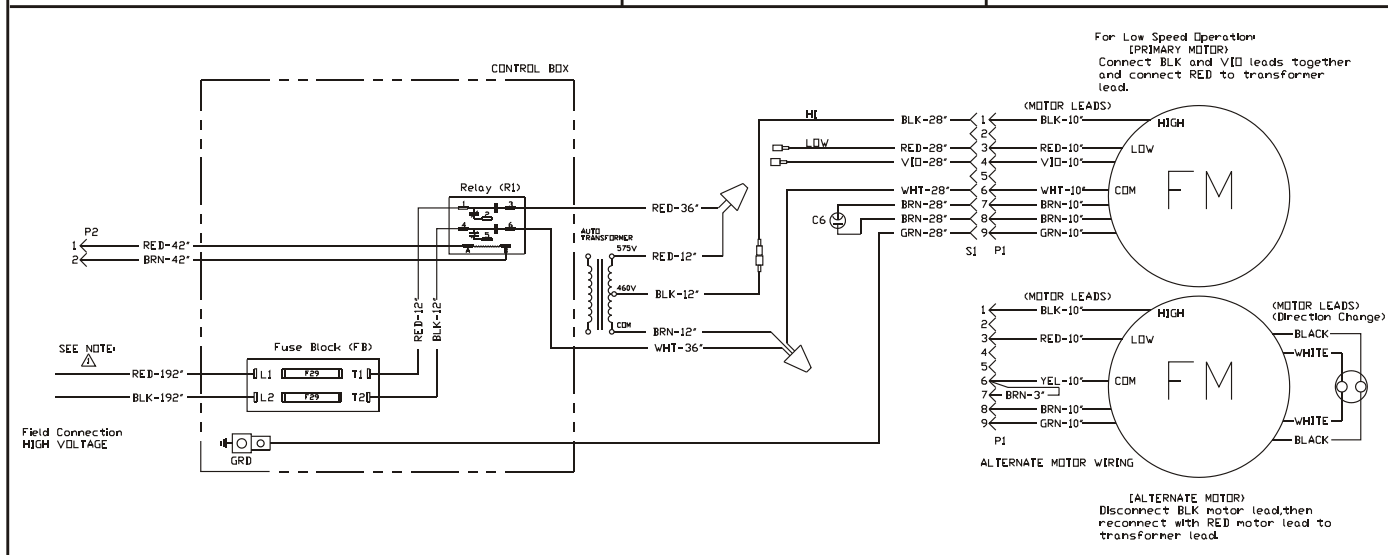 For Low Speed Operation:
(PRIMARY MOTOR)
Connect BLK and VIO leads together
and connect RED to transformer
lead.
CONTROL BOX
Relay (R1)
1
2
3
4
5
6
A
B
P2
1 RED-42"
2 BRN-42"
RED-12"
BLK-12"
SEE NOTE:
1
Fuse Block (FB)
RED-192" L1 F29 T1
BLK-192" L2 F29 T2
Field Connection
HIGH VOLTAGE
GRD
RED-36"
AUTO
TRANSFORMER
575V
RED-12"
460V
BLK-12"
COM
BRN-12"
WHT-36"
HI
LOW
C6
(MOTOR LEADS)
BLK-28" 1 BLK-10" HIGH
2
RED-28" 3 RED-10" LOW
VIO-28" 4 VIO-10"
5
WHT-28" 6 WHT-10" COM
BRN-28" 7 BRN-10"
BRN-28" 8 BRN-10"
GRN-28" 9 GRN-10"
S1 P1
FM
(MOTOR LEADS)
1 BLK-10" HIGH
2
3 RED-10" LOW
4
5
6 YEL-10" COM
7 BRN-3"
8 BRN-10"
9 GRN-10"
P1
FM
ALTERNATE MOTOR WIRING
(MOTOR LEADS)
(Direction Change)
BLACK
WHITE
WHITE
BLACK
(ALTERNATE MOTOR)
Disconnect BLK motor lead,then
reconnect with RED motor lead to
transformer lead.